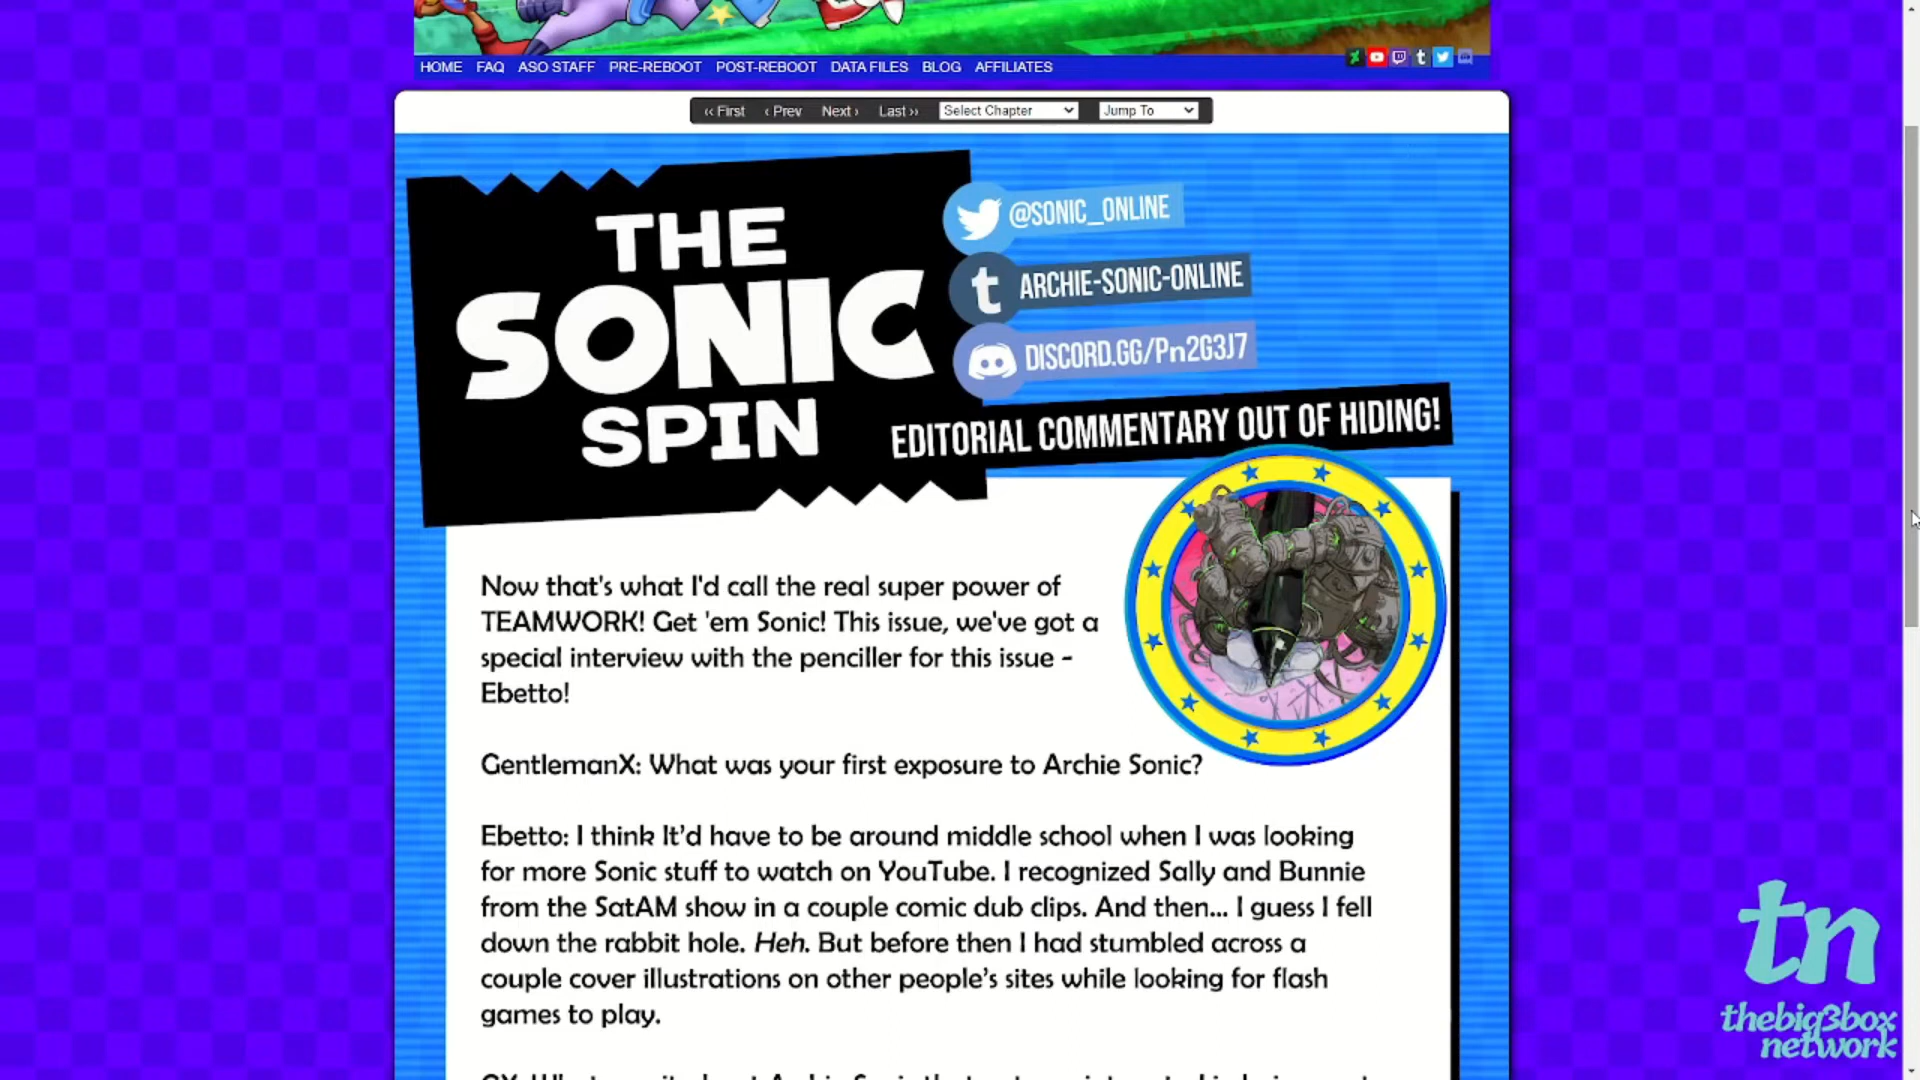 HOME FAQ ASO STAFF PRE-REBOOT POST-REBOOT DATA FILES BLOG AFFILIATES
‹‹ First ‹ Prev Next › Last ›› Select Chapter Jump To
THE
SONIC
SPIN
@SONIC_ONLINE
ARCHIE-SONIC-ONLINE
DISCORD.GG/Pn2G3J7
EDITORIAL COMMENTARY OUT OF HIDING!
Now that's what I'd call the real super power of
TEAMWORK! Get 'em Sonic! This issue, we've got a
special interview with the penciller for this issue -
Ebetto!
GentlemanX: What was your first exposure to Archie Sonic?
Ebetto: I think It'd have to be around middle school when I was looking
for more Sonic stuff to watch on YouTube. I recognized Sally and Bunnie
from the SatAM show in a couple comic dub clips. And then... I guess I fell
down the rabbit hole. Heh. But before then I had stumbled across a
couple cover illustrations on other people's sites while looking for flash
games to play.
tn
thebig3box
network